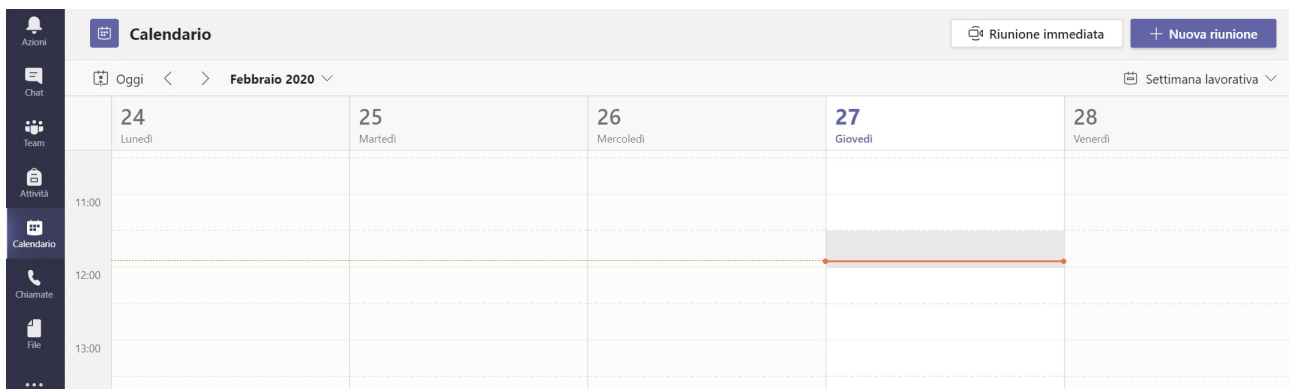 Azioni
Chat
Team
Attività
Calendario
Chiamate
File
Calendario
Riunione immediata
+ Nuova riunione
Oggi < > Febbraio 2020
Settimana lavorativa
24 25 26 27 28
Lunedì Martedì Mercoledì Giovedì Venerdì
11:00
12:00
13:00